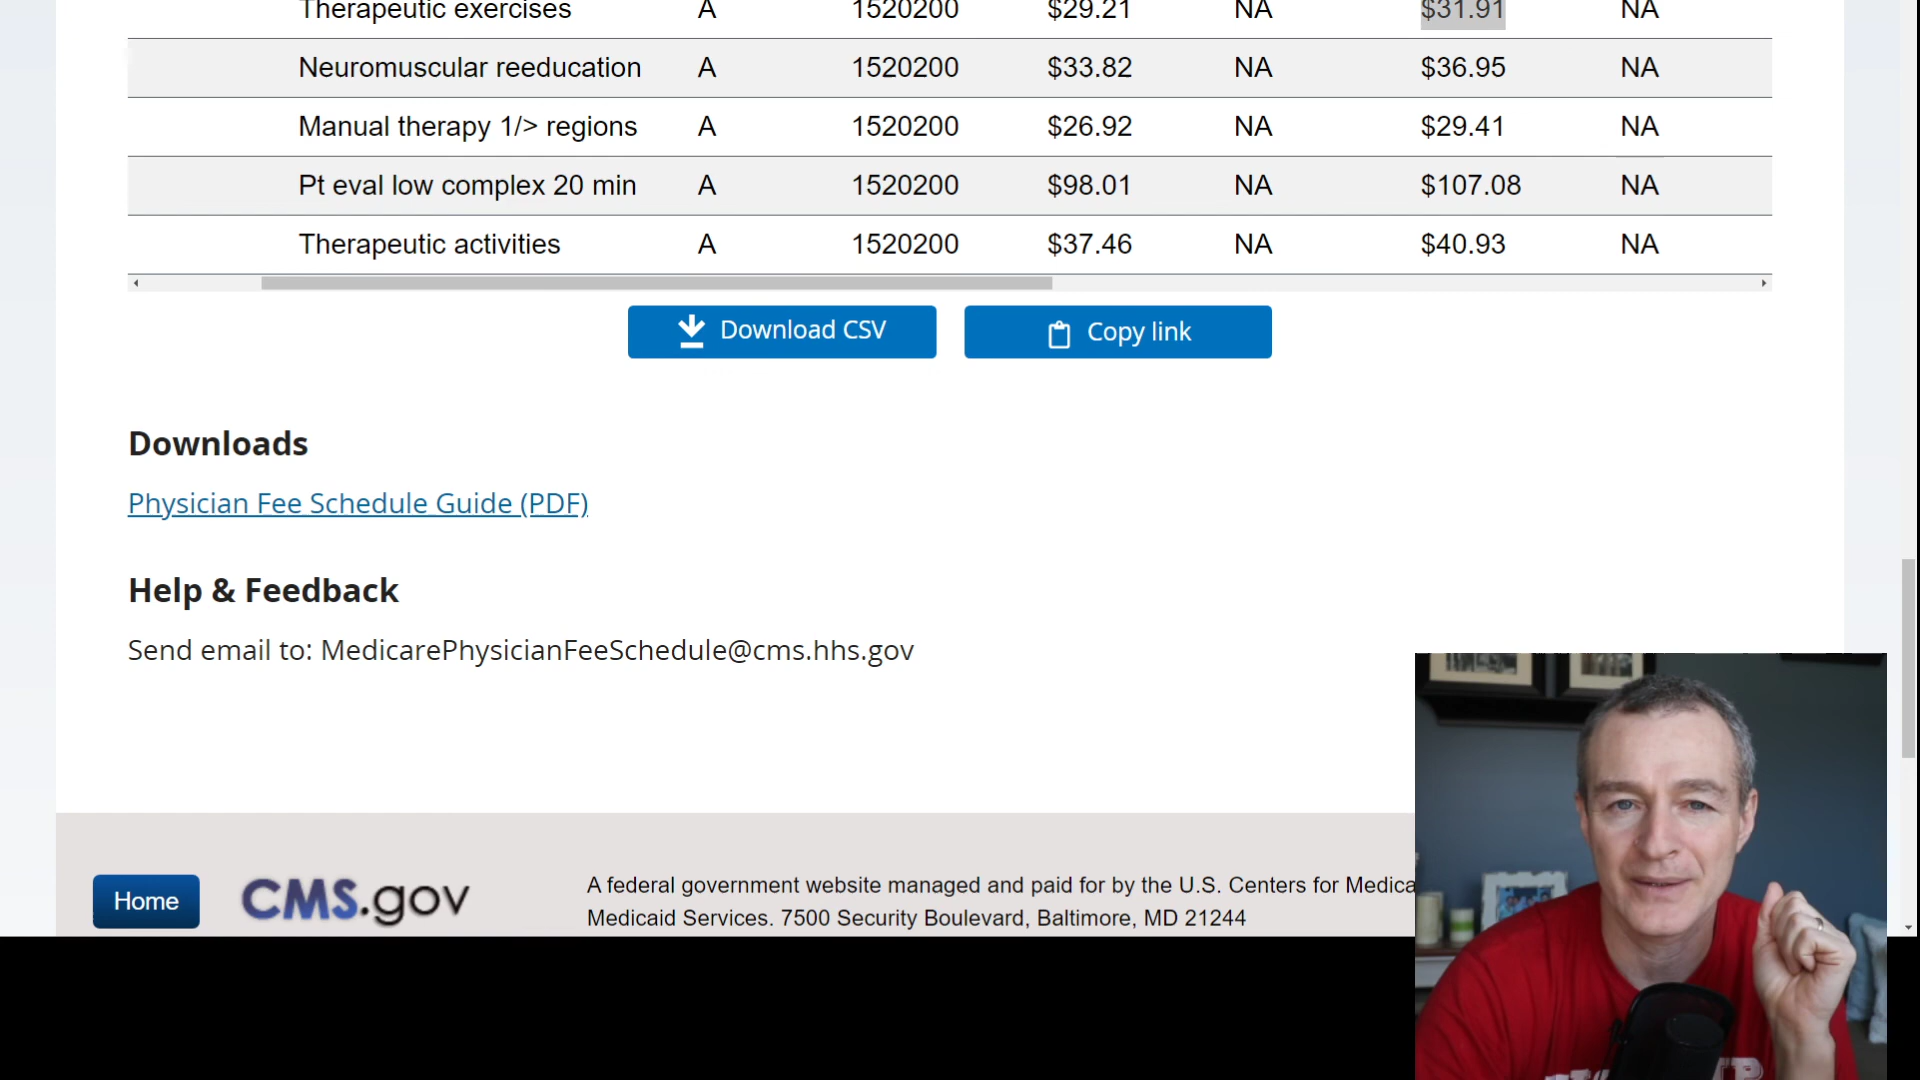 Therapeutic exercises A 1520200 $29.21 NA $31.91 NA
Neuromuscular reeducation A 1520200 $33.82 NA $36.95 NA
Manual therapy 1/> regions A 1520200 $26.92 NA $29.41 NA
Pt eval low complex 20 min A 1520200 $98.01 NA $107.08 NA
Therapeutic activities A 1520200 $37.46 NA $40.93 NA
Download CSV
Copy link
Downloads
Physician Fee Schedule Guide (PDF)
Help & Feedback
Send email to: MedicarePhysicianFeeSchedule@cms.hhs.gov
Home
CMS.gov
A federal government website managed and paid for by the U.S. Centers for Medica
Medicaid Services. 7500 Security Boulevard, Baltimore, MD 21244